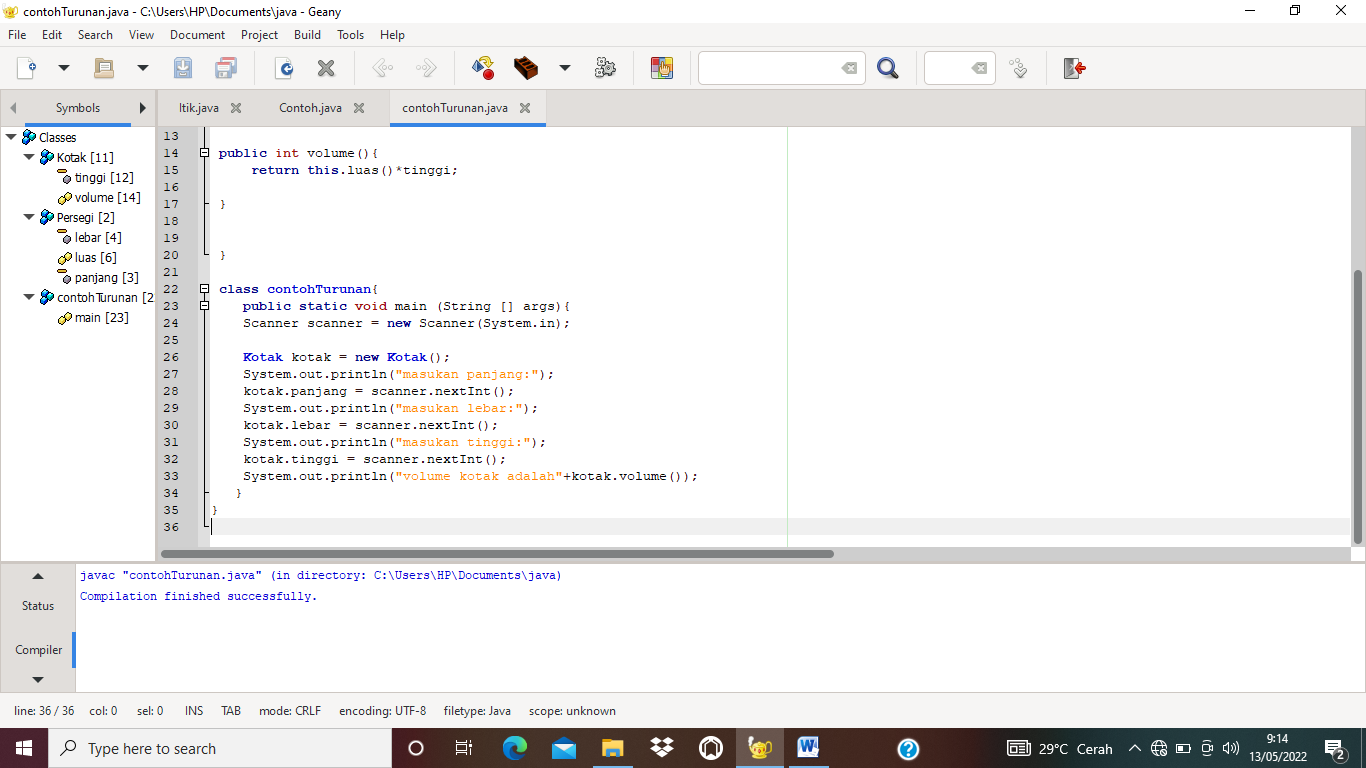 contohTurunan.java - C:\Users\HP\Documents\java - Geany
File Edit Search View Document Project Build Tools Help
Symbols
Itik.java Contoh.java contohTurunan.java
Classes
Kotak [11]
tinggi [12]
volume [14]
Persegi [2]
lebar [4]
luas [6]
panjang [3]
contohTurunan [2
main [23]
13
14 public int volume(){
15 return this.luas()*tinggi;
16
17 }
18
19
20 }
21
22 class contohTurunan{
23 public static void main (String [] args){
24 Scanner scanner = new Scanner(System.in);
25
26 Kotak kotak = new Kotak();
27 System.out.println("masukan panjang:");
28 kotak.panjang = scanner.nextInt();
29 System.out.println("masukan lebar:");
30 kotak.lebar = scanner.nextInt();
31 System.out.println("masukan tinggi:");
32 kotak.tinggi = scanner.nextInt();
33 System.out.println("volume kotak adalah"+kotak.volume());
34 }
35 }
36
Status
Compiler
javac "contohTurunan.java" (in directory: C:\Users\HP\Documents\java)
Compilation finished successfully.
line: 36 / 36 col: 0 sel: 0 INS TAB mode: CRLF encoding: UTF-8 filetype: Java scope: unknown
Type here to search
29°C Cerah
9:14
13/05/2022
2